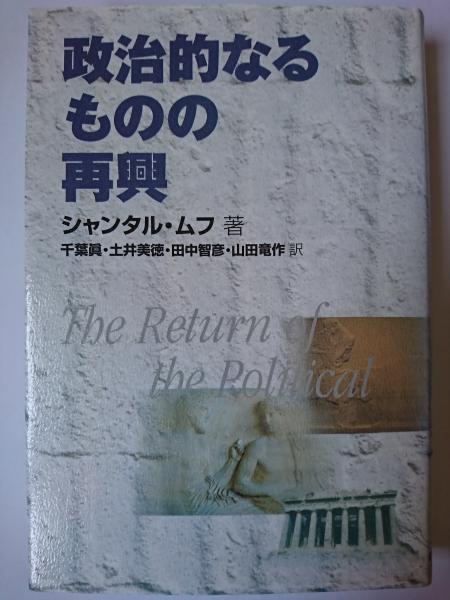 政治的なる
ものの
再興
シャンタル・ムフ 著
千葉眞・土井美徳・田中智彦・山田竜作 訳
The Return of
the Political